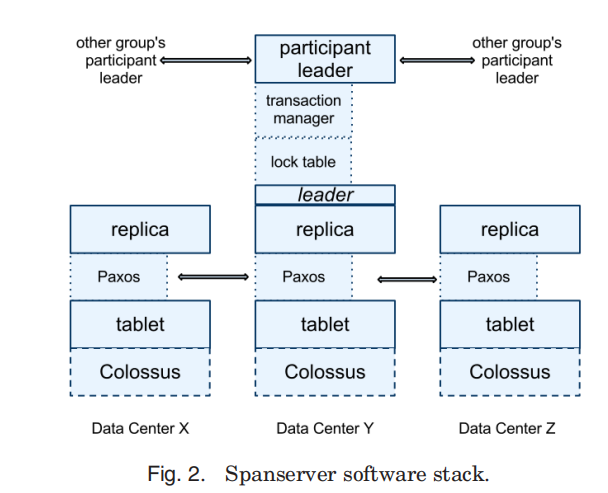 other group's
participant
leader
participant
leader
other group's
participant
leader
transaction
manager
lock table
leader
replica
replica
replica
Paxos
Paxos
Paxos
tablet
tablet
tablet
Colossus
Colossus
Colossus
Data Center X
Data Center Y
Data Center Z
Fig. 2. Spanserver software stack.